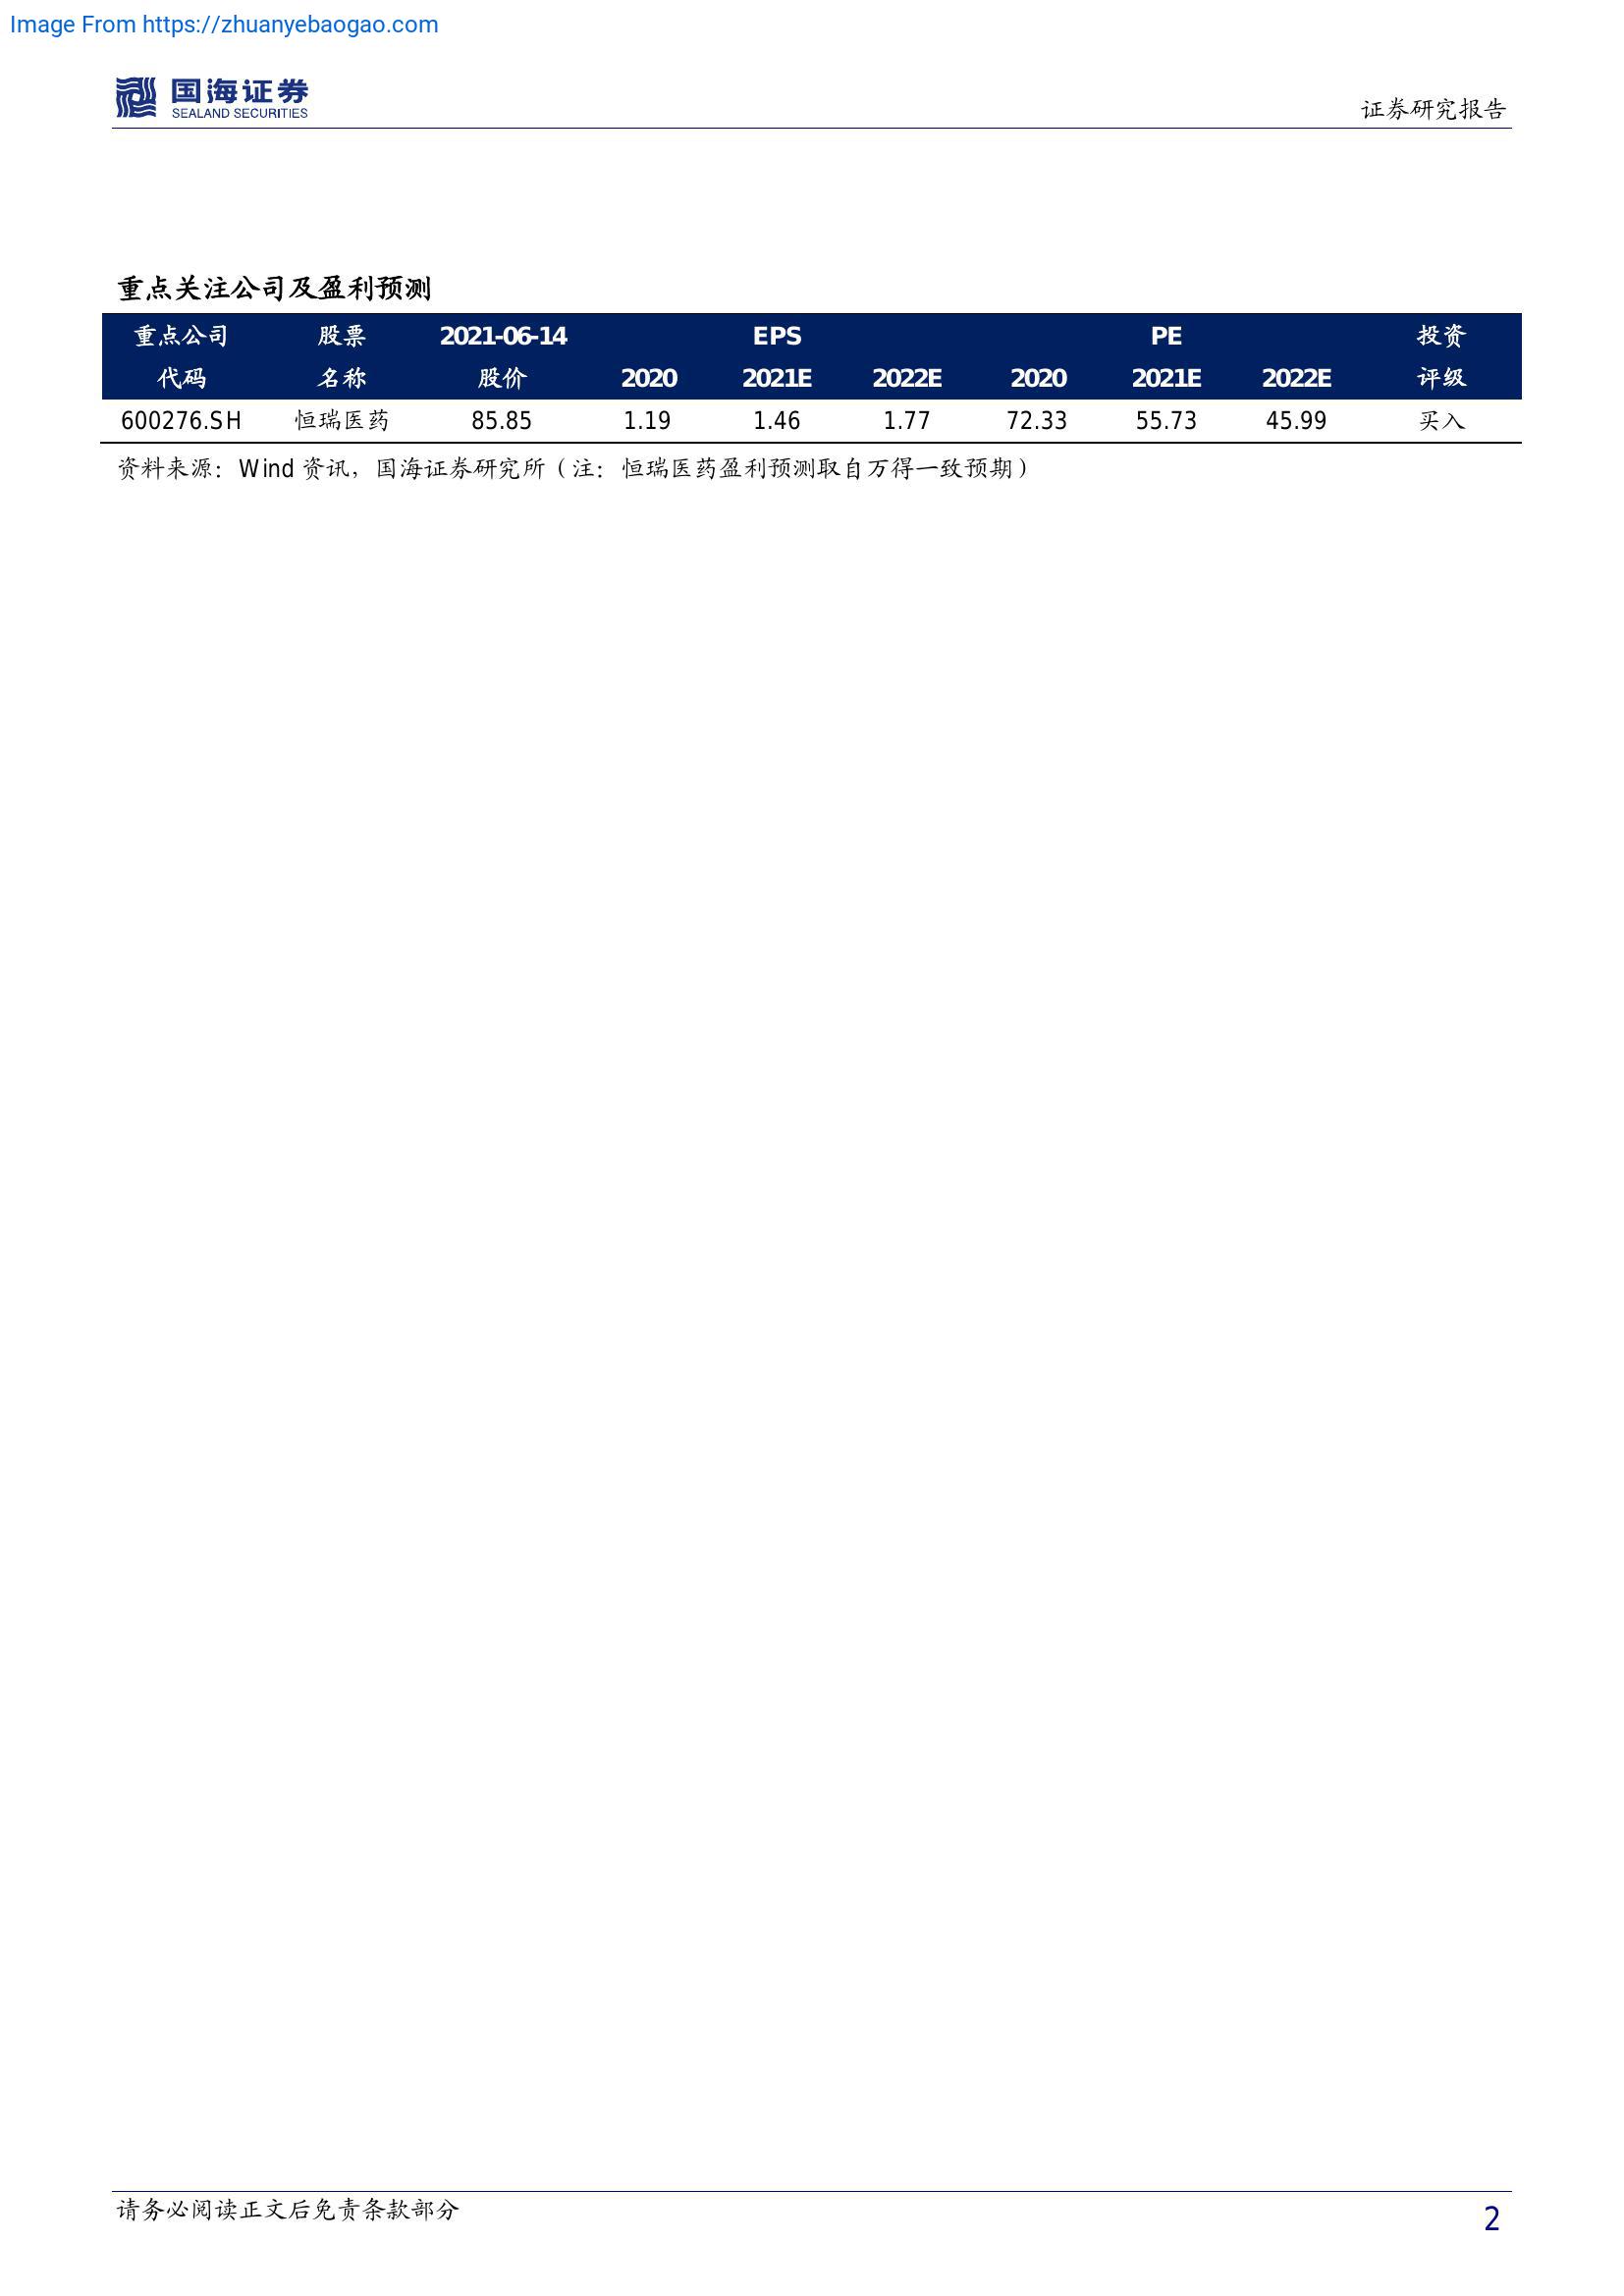 Image From https://zhuanyebaogao.com
国海证券
SEALAND SECURITIES
证券研究报告
重点关注公司及盈利预测
重点公司 股票 2021-06-14 EPS PE 投资
代码 名称 股价 2020 2021E 2022E 2020 2021E 2022E 评级
600276.SH 恒瑞医药 85.85 1.19 1.46 1.77 72.33 55.73 45.99 买入
资料来源：Wind 资讯，国海证券研究所（注：恒瑞医药盈利预测取自万得一致预期）
请务必阅读正文后免责条款部分
2